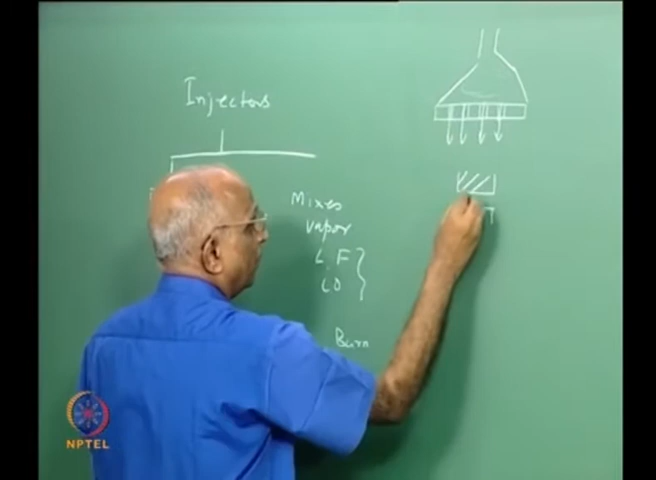 Injectors
Mixes
vapor
L F
LO
Burn
NPTEL